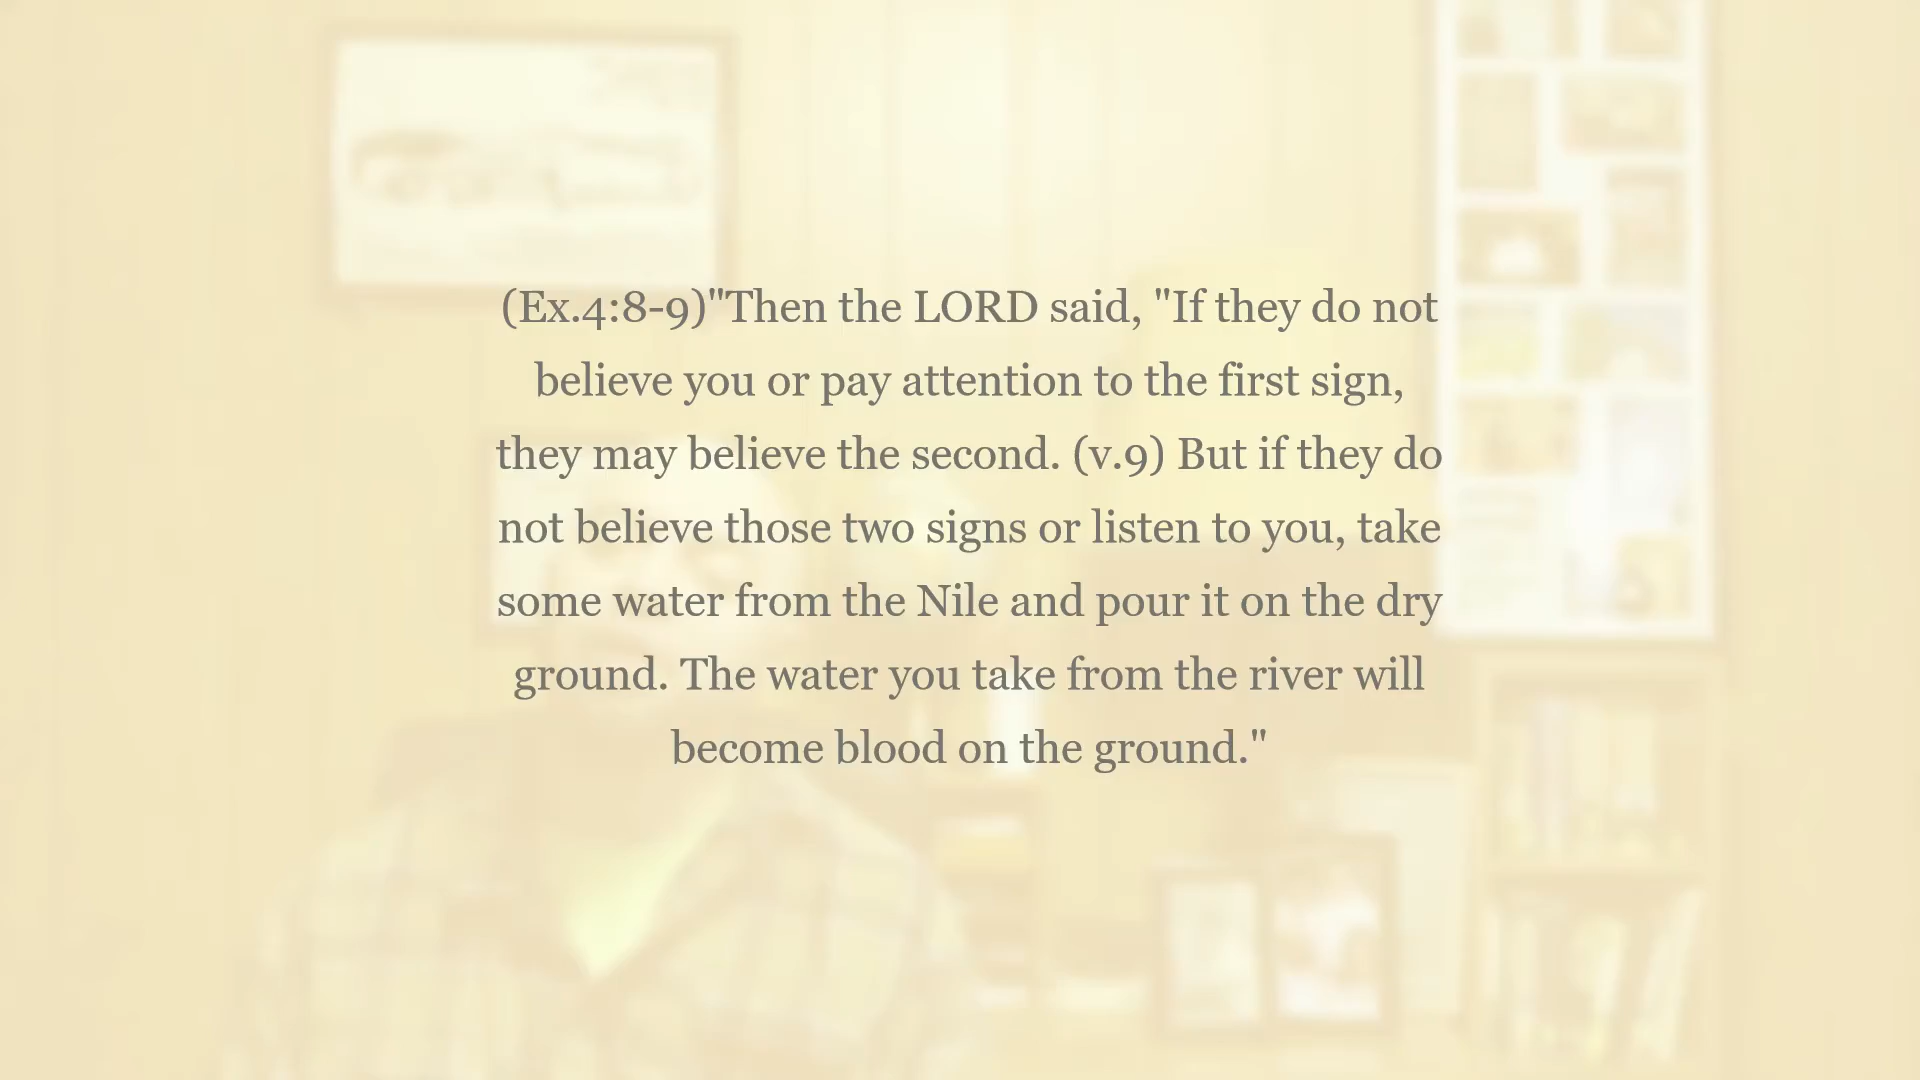 (Ex.4:8-9)"Then the LORD said, "If they do not
believe you or pay attention to the first sign,
they may believe the second. (v.9) But if they do
not believe those two signs or listen to you, take
some water from the Nile and pour it on the dry
ground. The water you take from the river will
become blood on the ground."